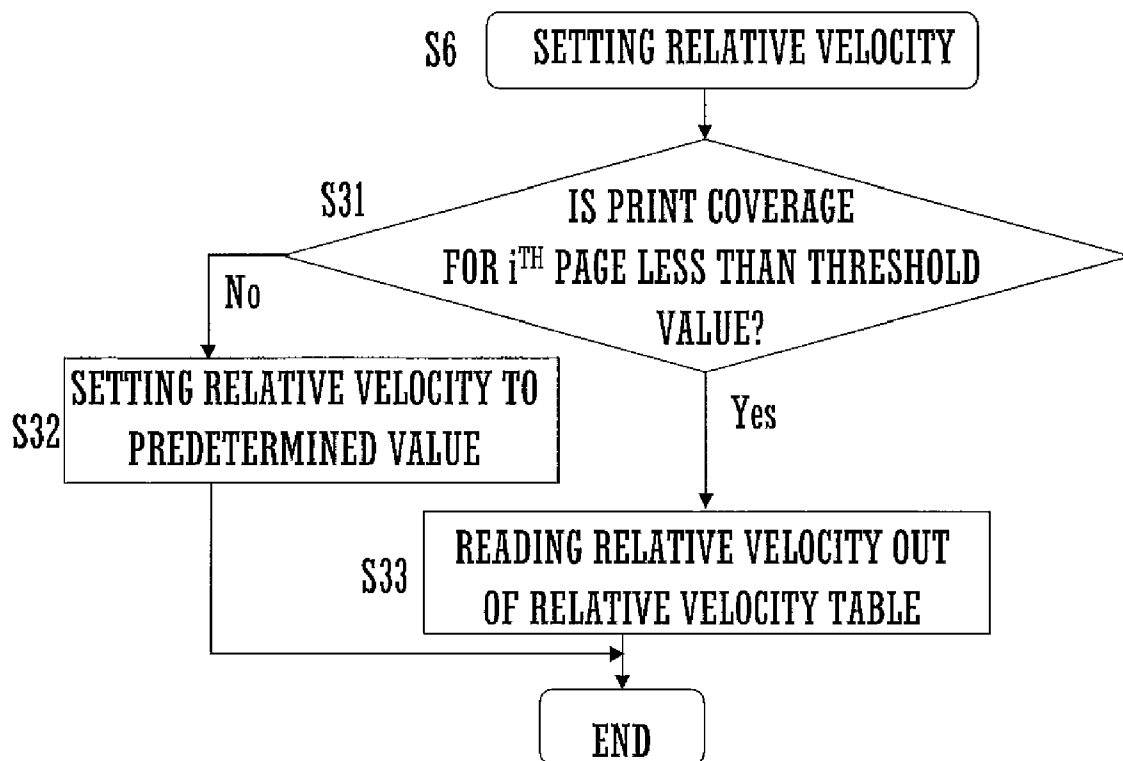 S6 SETTING RELATIVE VELOCITY
S31
IS PRINT COVERAGE
FOR iTH PAGE LESS THAN THRESHOLD
VALUE?
No
Yes
S32
SETTING RELATIVE VELOCITY TO
PREDETERMINED VALUE
S33
READING RELATIVE VELOCITY OUT
OF RELATIVE VELOCITY TABLE
END